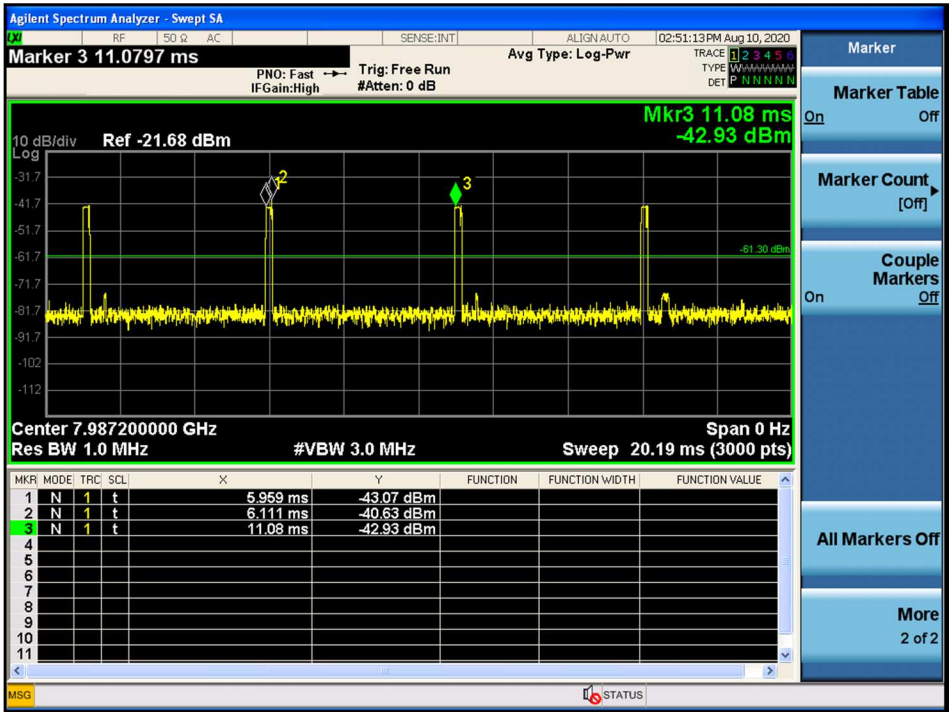 Agilent Spectrum Analyzer - Swept SA
LXI RF 50 Ω AC SENSE:INT ALIGN AUTO 02:51:13 PM Aug 10, 2020
Marker 3 11.0797 ms
PNO: Fast
IFGain:High
Trig: Free Run
#Atten: 0 dB
Avg Type: Log-Pwr
TRACE 1 2 3 4 5 6
TYPE W
DET P N N N N N
Mkr3 11.08 ms
-42.93 dBm
10 dB/div Ref -21.68 dBm
Log
-31.7
-41.7
-51.7
-61.7
-71.7
-81.7
-91.7
-102
-112
2
3
-61.30 dBm
Center 7.987200000 GHz Span 0 Hz
Res BW 1.0 MHz #VBW 3.0 MHz Sweep 20.19 ms (3000 pts)
MKR MODE TRC SCL X Y FUNCTION FUNCTION WIDTH FUNCTION VALUE
1 N 1 t 5.959 ms -43.07 dBm
2 N 1 t 6.111 ms -40.63 dBm
3 N 1 t 11.08 ms -42.93 dBm
4
5
6
7
8
9
10
11
MSG STATUS
Marker
Marker Table
On Off
Marker Count
[Off]
Couple
Markers
On Off
All Markers Off
More
2 of 2